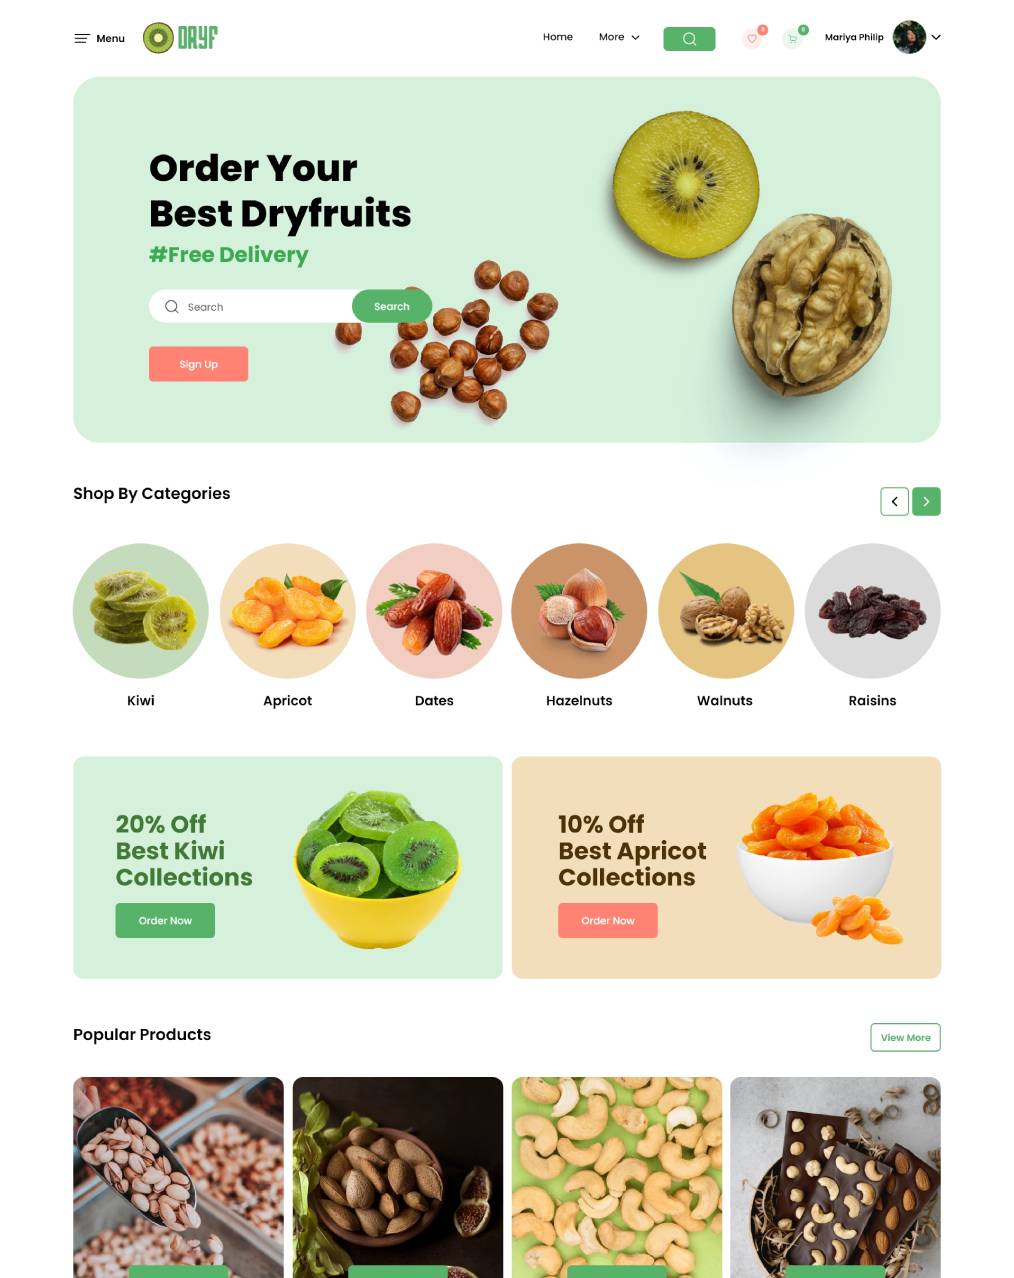 Menu
DRYF
Home
More
0
0
Mariya Philip
Order Your
Best Dryfruits
#Free Delivery
Search
Search
Sign Up
Shop By Categories
Kiwi
Apricot
Dates
Hazelnuts
Walnuts
Raisins
20% Off
Best Kiwi
Collections
Order Now
10% Off
Best Apricot
Collections
Order Now
Popular Products
View More